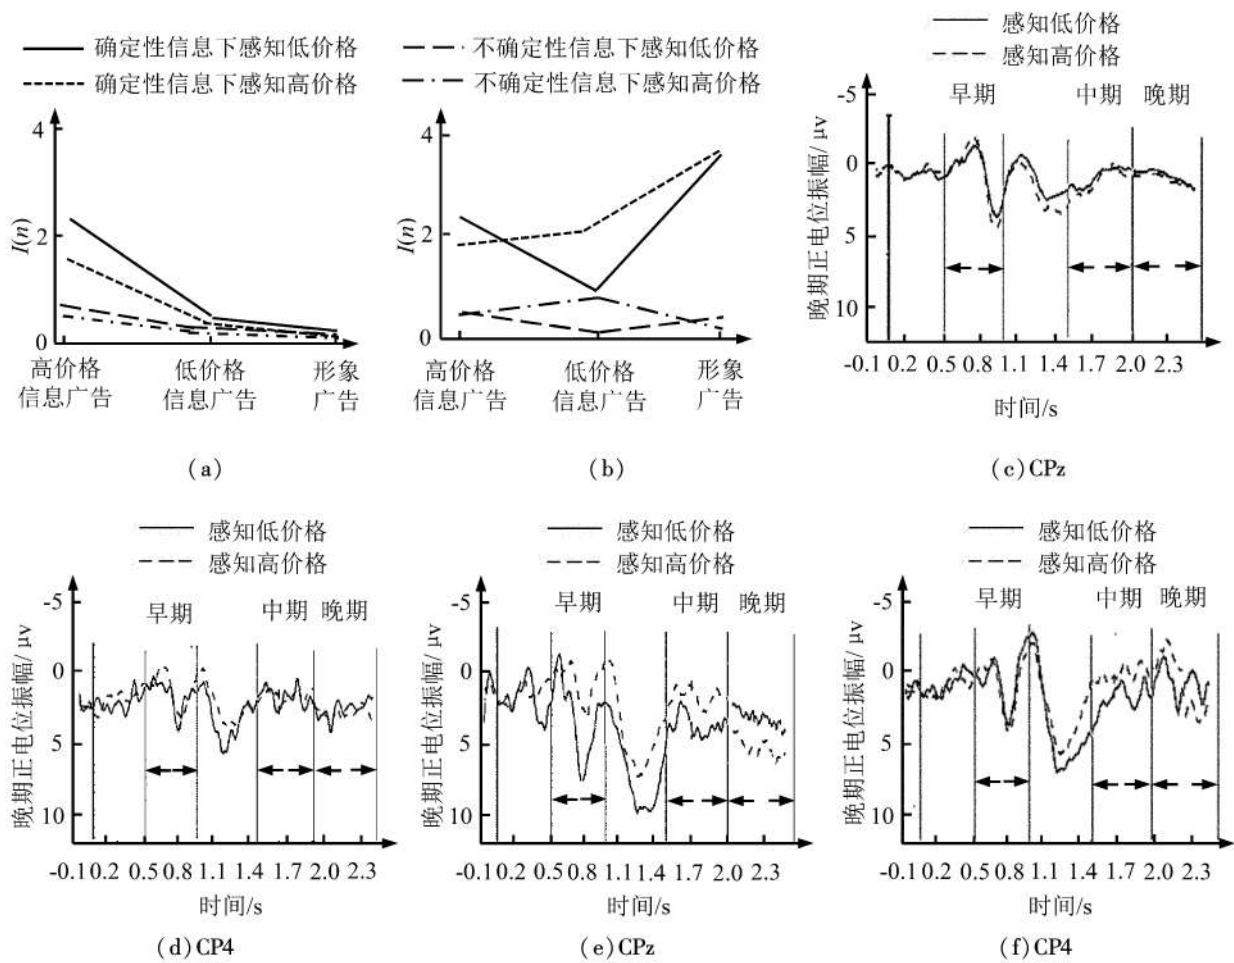 确定性信息下感知低价格
确定性信息下感知高价格
不确定性信息下感知低价格
不确定性信息下感知高价格
4
2
0
I(n)
高价格
信息广告
低价格
信息广告
形象
广告
(a)
4
2
0
I(n)
高价格
信息广告
低价格
信息广告
形象
广告
(b)
感知低价格
感知高价格
早期
中期
晚期
-5
0
5
10
晚期正电位振幅/ μv
-0.1 0.2 0.5 0.8 1.1 1.4 1.7 2.0 2.3
时间/s
(c) CPz
感知低价格
感知高价格
早期
中期
晚期
-5
0
5
10
晚期正电位振幅/ μv
-0.1 0.2 0.5 0.8 1.1 1.4 1.7 2.0 2.3
时间/s
(d) CP4
感知低价格
感知高价格
早期
中期
晚期
-5
0
5
10
晚期正电位振幅/ μv
-0.1 0.2 0.5 0.8 1.1 1.4 1.7 2.0 2.3
时间/s
(e) CPz
感知低价格
感知高价格
早期
中期
晚期
-5
0
5
10
晚期正电位振幅/ μv
-0.1 0.2 0.5 0.8 1.1 1.4 1.7 2.0 2.3
时间/s
(f) CP4